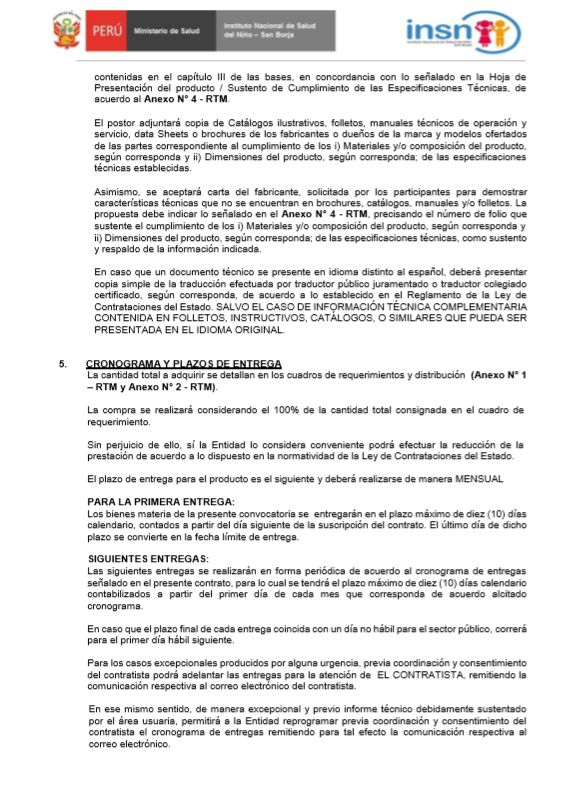 PERÚ
Ministerio de Salud
Instituto Nacional de Salud
del Niño – San Borja
insn
contenidas en el capítulo III de las bases, en concordancia con lo señalado en la Hoja de
Presentación del producto / Sustento de Cumplimiento de las Especificaciones Técnicas, de
acuerdo al Anexo N° 4 - RTM.
El postor adjuntará copia de Catálogos ilustrativos, folletos, manuales técnicos de operación y
servicio, data Sheets o brochures de los fabricantes o dueños de la marca y modelos ofertados
de las partes correspondiente al cumplimiento de los i) Materiales y/o composición del producto,
según corresponda y ii) Dimensiones del producto, según corresponda; de las especificaciones
técnicas establecidas.
Asimismo, se aceptará carta del fabricante, solicitada por los participantes para demostrar
características técnicas que no se encuentran en brochures, catálogos, manuales y/o folletos. La
propuesta debe indicar lo señalado en el Anexo N° 4 - RTM, precisando el número de folio que
sustente el cumplimiento de los i) Materiales y/o composición del producto, según corresponda y
ii) Dimensiones del producto, según corresponda; de las especificaciones técnicas, como sustento
y respaldo de la información indicada.
En caso que un documento técnico se presente en idioma distinto al español, deberá presentar
copia simple de la traducción efectuada por traductor público juramentado o traductor colegiado
certificado, según corresponda, de acuerdo a lo establecido en el Reglamento de la Ley de
Contrataciones del Estado. SALVO EL CASO DE INFORMACIÓN TÉCNICA COMPLEMENTARIA
CONTENIDA EN FOLLETOS, INSTRUCTIVOS, CATÁLOGOS, O SIMILARES QUE PUEDA SER
PRESENTADA EN EL IDIOMA ORIGINAL.
5. CRONOGRAMA Y PLAZOS DE ENTREGA
La cantidad total a adquirir se detallan en los cuadros de requerimientos y distribución (Anexo N° 1
– RTM y Anexo N° 2 - RTM).
La compra se realizará considerando el 100% de la cantidad total consignada en el cuadro de
requerimiento.
Sin perjuicio de ello, sí la Entidad lo considera conveniente podrá efectuar la reducción de la
prestación de acuerdo a lo dispuesto en la normatividad de la Ley de Contrataciones del Estado.
El plazo de entrega para el producto es el siguiente y deberá realizarse de manera MENSUAL
PARA LA PRIMERA ENTREGA:
Los bienes materia de la presente convocatoria se entregarán en el plazo máximo de diez (10) días
calendario, contados a partir del día siguiente de la suscripción del contrato. El último día de dicho
plazo se convierte en la fecha límite de entrega.
SIGUIENTES ENTREGAS:
Las siguientes entregas se realizarán en forma periódica de acuerdo al cronograma de entregas
señalado en el presente contrato, para lo cual se tendrá el plazo máximo de diez (10) días calendario
contabilizados a partir del primer día de cada mes que corresponda de acuerdo alcitado
cronograma.
En caso que el plazo final de cada entrega coincida con un día no hábil para el sector público, correrá
para el primer día hábil siguiente.
Para los casos excepcionales producidos por alguna urgencia, previa coordinación y consentimiento
del contratista podrá adelantar las entregas para la atención de EL CONTRATISTA, remitiendo la
comunicación respectiva al correo electrónico del contratista.
En ese mismo sentido, de manera excepcional y previo informe técnico debidamente sustentado
por el área usuaria, permitirá a la Entidad reprogramar previa coordinación y consentimiento del
contratista el cronograma de entregas remitiendo para tal efecto la comunicación respectiva al
correo electrónico.